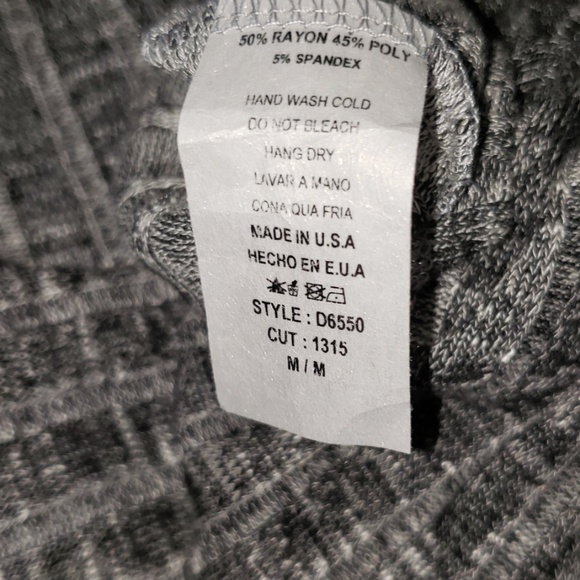 50% RAYON 45% POLY
5% SPANDEX
HAND WASH COLD
DO NOT BLEACH
HANG DRY
LAVAR A MANO
CONA QUA FRIA
MADE IN U.S.A
HECHO EN E.U.A
STYLE : D6550
CUT : 1315
M / M